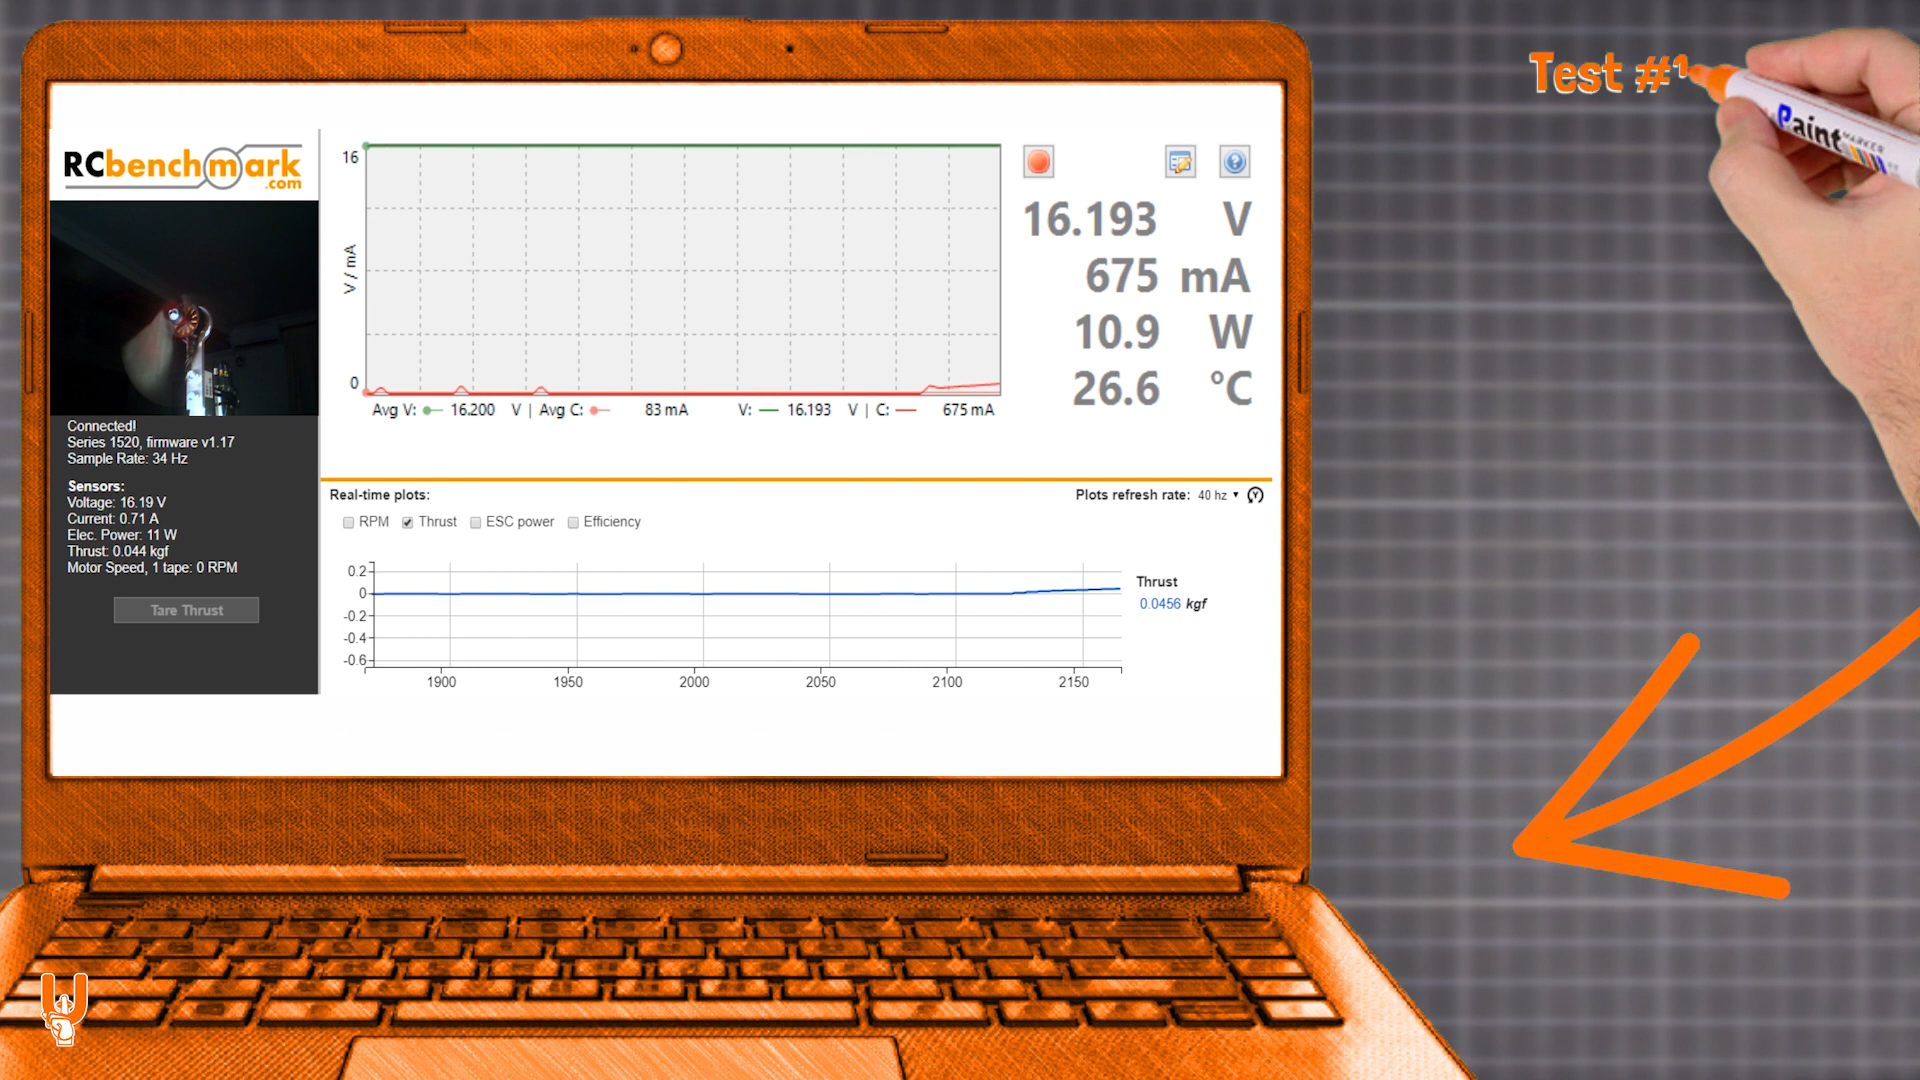 Test #1
Paint
MARKER
RCbenchmark
.com
16
V / mA
0
Avg V: 16.200 V | Avg C: 83 mA V: 16.193 V | C: 675 mA
16.193 V
675 mA
10.9 W
26.6 °C
Connected!
Series 1520, firmware v1.17
Sample Rate: 34 Hz
Sensors:
Voltage: 16.19 V
Current: 0.71 A
Elec. Power: 11 W
Thrust: 0.044 kgf
Motor Speed, 1 tape: 0 RPM
Tare Thrust
Real-time plots:
Plots refresh rate: 40 hz
RPM Thrust ESC power Efficiency
0.2
0
-0.2
-0.4
-0.6
1900 1950 2000 2050 2100 2150
Thrust
0.0456 kgf